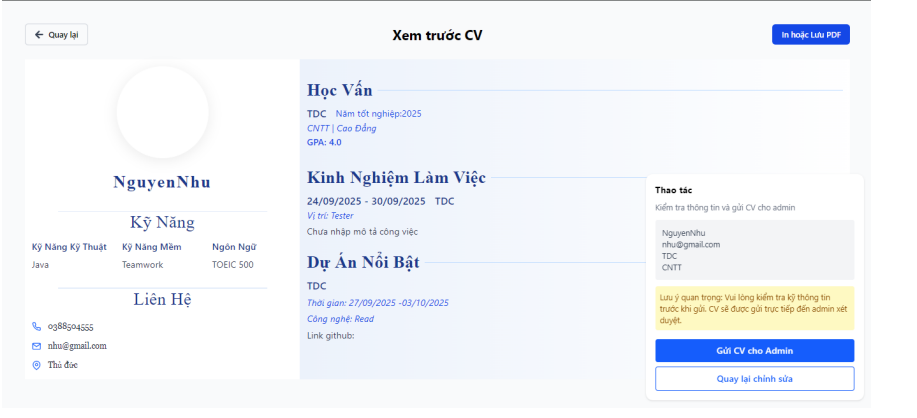 Quay lại
Xem trước CV
In hoặc Lưu PDF
NguyenNhu
Kỹ Năng
Kỹ Năng Kỹ Thuật Kỹ Năng Mềm Ngôn Ngữ
Java Teamwork TOEIC 500
Liên Hệ
0388504555
nhu@gmail.com
Thủ đức
Học Vấn
TDC Năm tốt nghiệp:2025
CNTT | Cao Đẳng
GPA: 4.0
Kinh Nghiệm Làm Việc
24/09/2025 - 30/09/2025 TDC
Vị trí: Tester
Chưa nhập mô tả công việc
Dự Án Nổi Bật
TDC
Thời gian: 27/09/2025 -03/10/2025
Công nghệ: Read
Link github:
Thao tác
Kiểm tra thông tin và gửi CV cho admin
NguyenNhu
nhu@gmail.com
TDC
CNTT
Lưu ý quan trọng: Vui lòng kiểm tra kỹ thông tin
trước khi gửi. CV sẽ được gửi trực tiếp đến admin xét
duyệt.
Gửi CV cho Admin
Quay lại chỉnh sửa